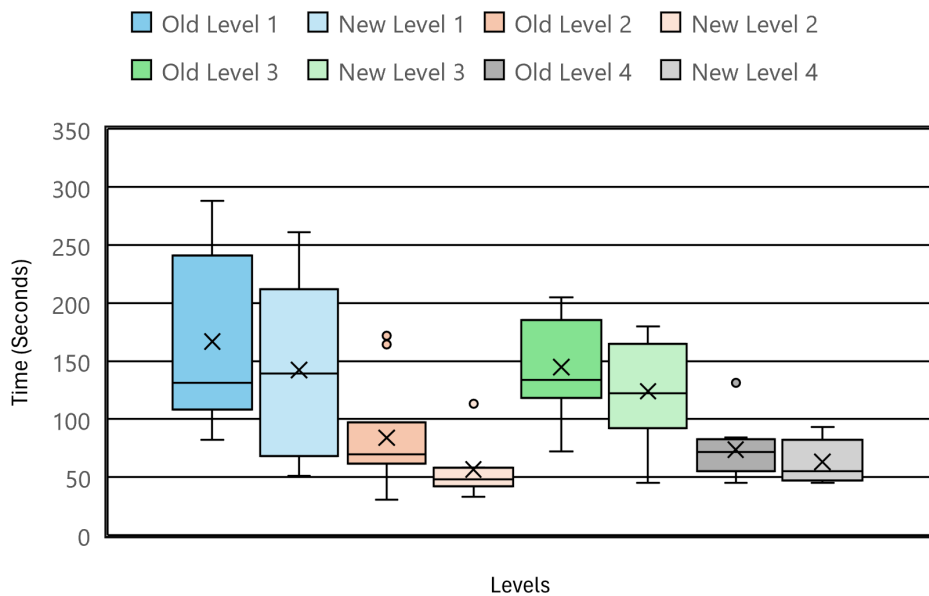 Old Level 1 New Level 1 Old Level 2 New Level 2
Old Level 3 New Level 3 Old Level 4 New Level 4
350
300
250
200
150
100
50
0
Time (Seconds)
Levels